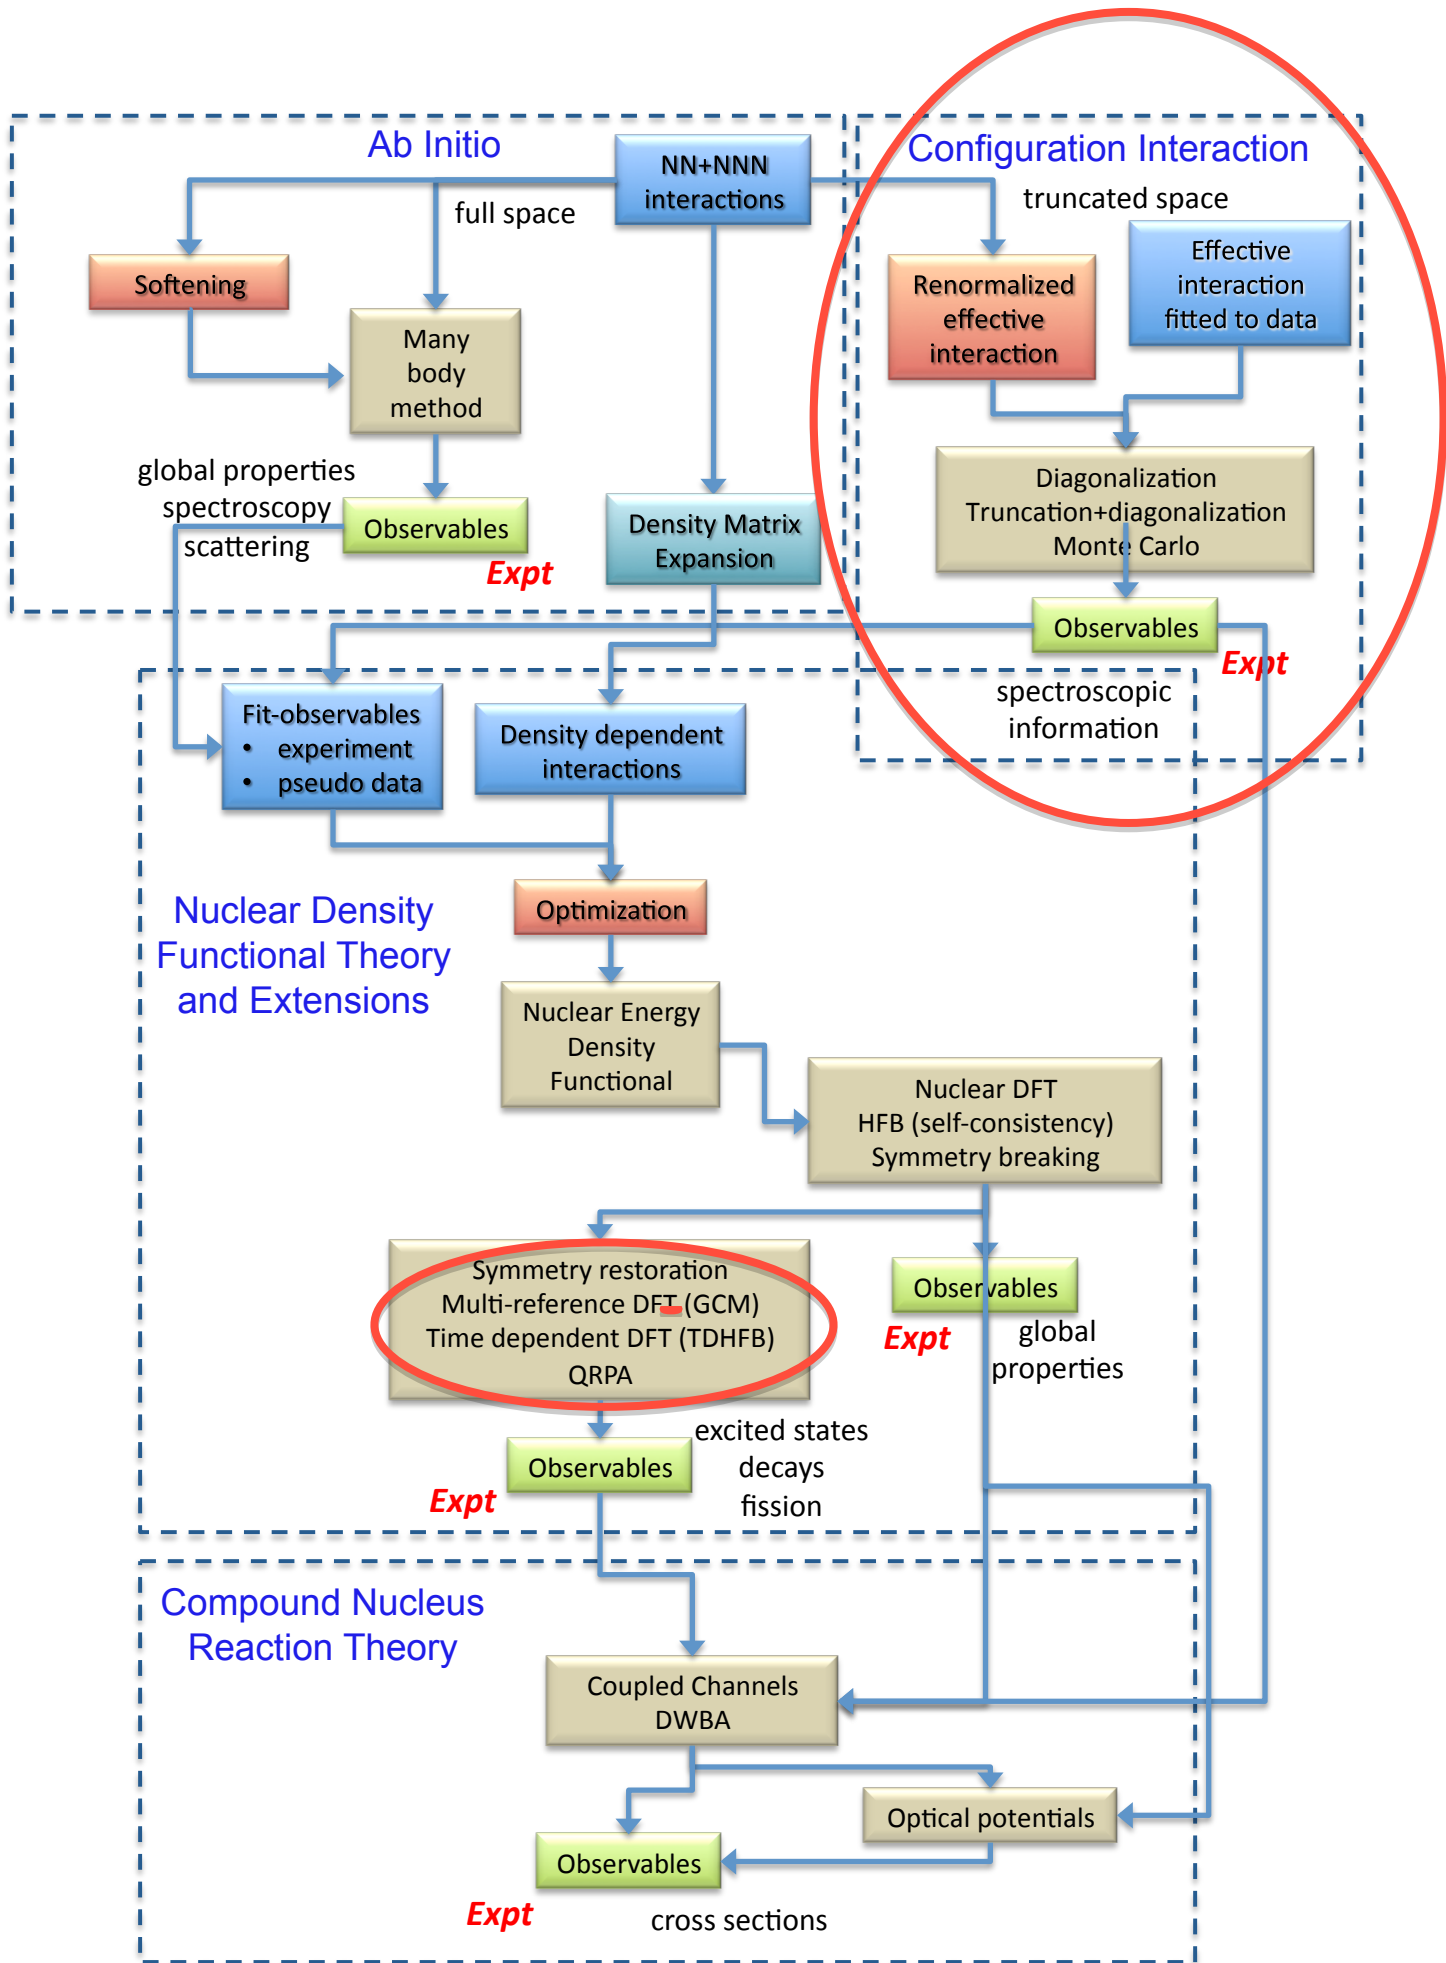 Ab Initio
NN+NNN
interactions
full space
Softening
Many
body
method
global properties
spectroscopy
scattering
Observables
Expt
Density Matrix
Expansion
Configuration Interaction
truncated space
Renormalized
effective
interaction
Effective
interaction
fitted to data
Diagonalization
Truncation+diagonalization
Monte Carlo
Observables
Expt
spectroscopic
information
Fit-observables
• experiment
• pseudo data
Density dependent
interactions
Nuclear Density
Functional Theory
and Extensions
Optimization
Nuclear Energy
Density
Functional
Nuclear DFT
HFB (self-consistency)
Symmetry breaking
Symmetry restoration
Multi-reference DFT (GCM)
Time dependent DFT (TDHFB)
QRPA
Observables
Expt
global
properties
Observables
Expt
excited states
decays
fission
Compound Nucleus
Reaction Theory
Coupled Channels
DWBA
Optical potentials
Observables
Expt
cross sections